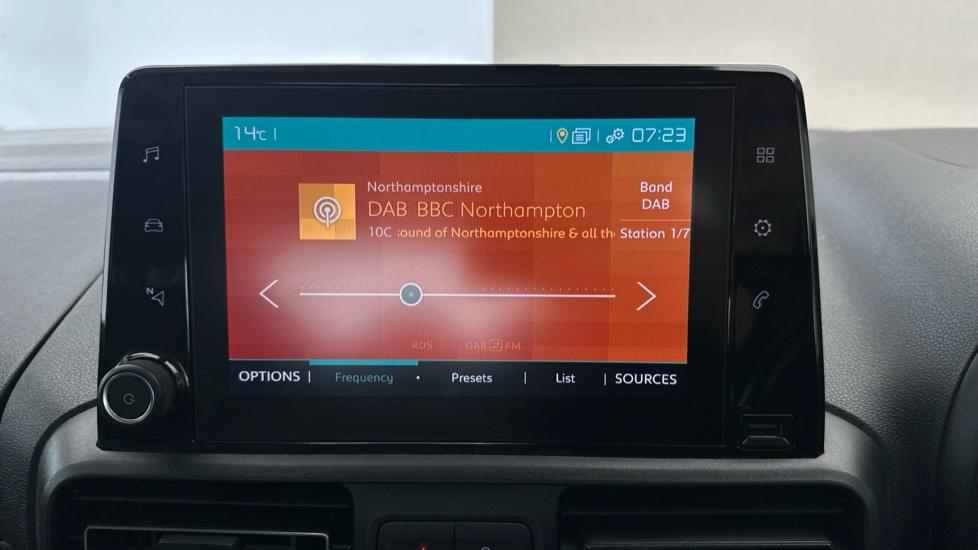 14°C
07:23
Northamptonshire
DAB BBC Northampton
10C :ound of Northamptonshire & all th
Band
DAB
Station 1/7
RDS DAB FM
OPTIONS Frequency Presets List SOURCES
N